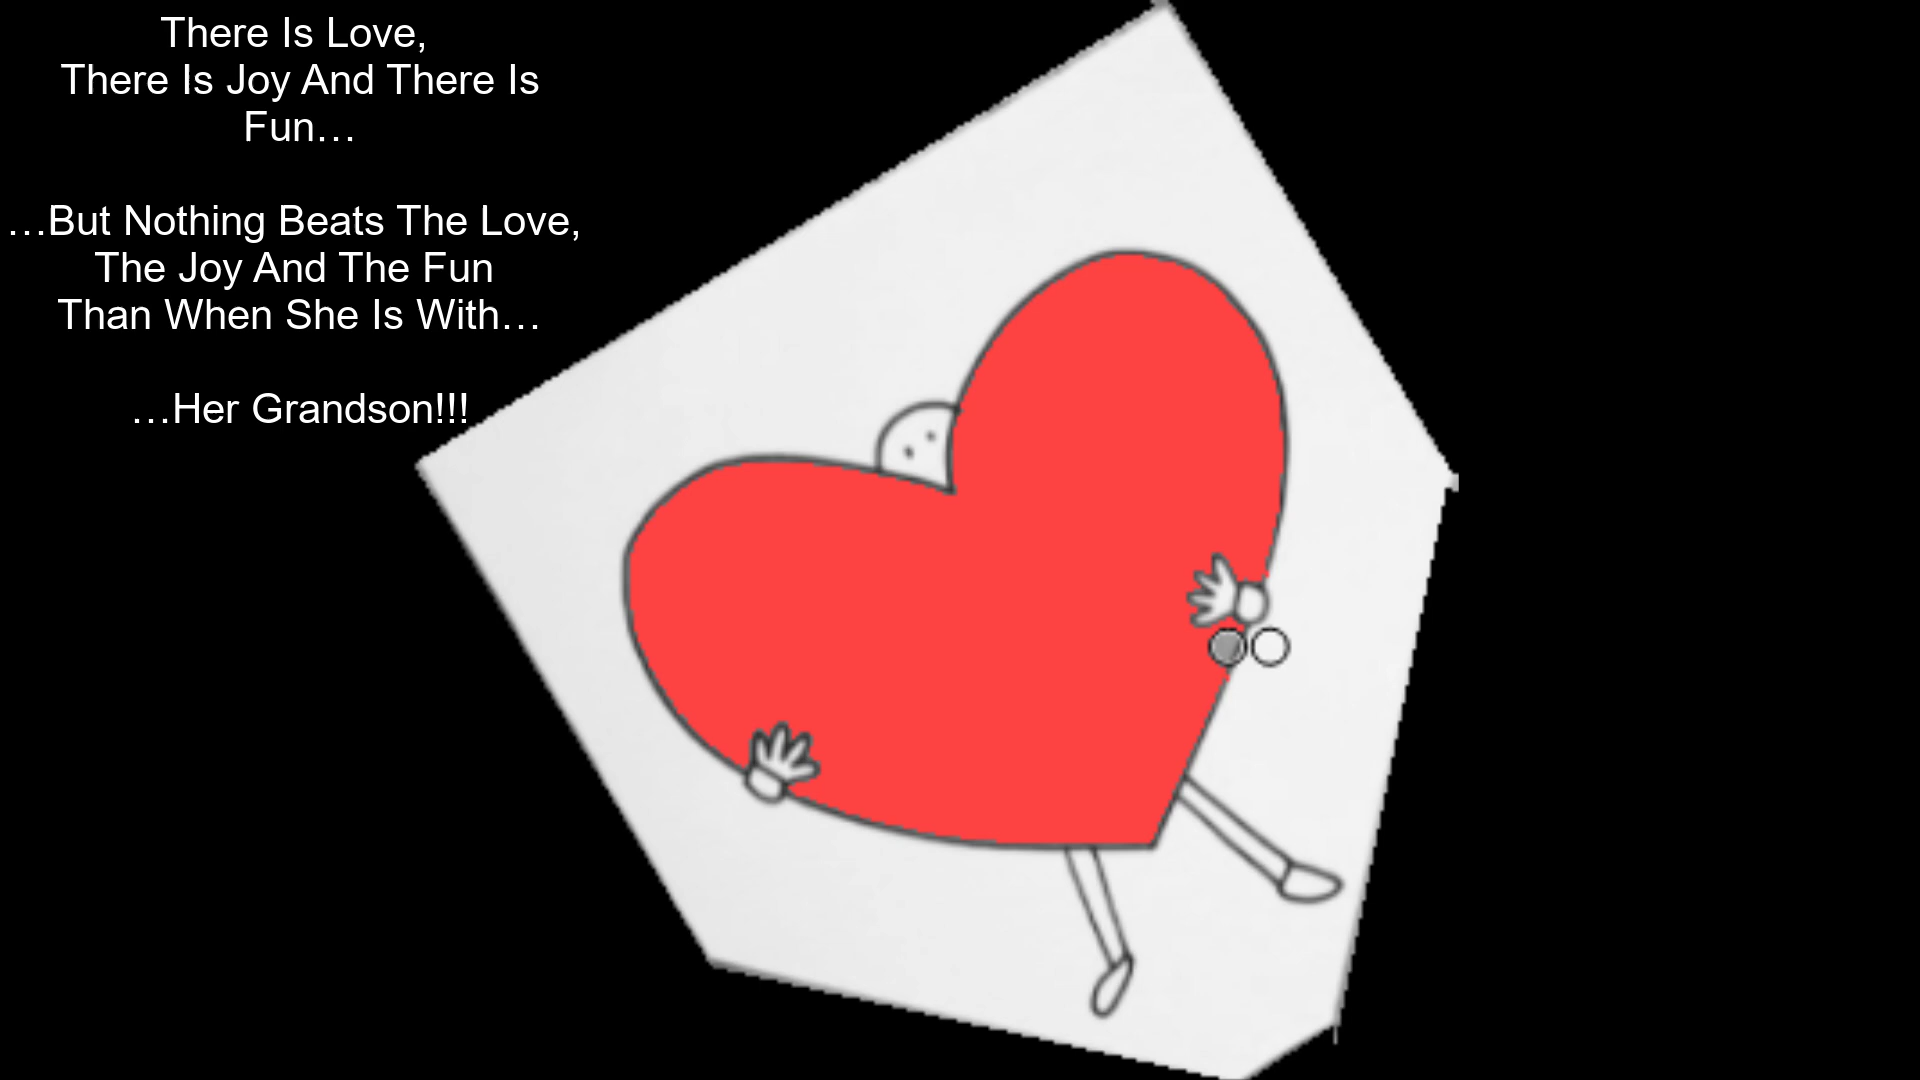 There Is Love,
There Is Joy And There Is
Fun…
…But Nothing Beats The Love,
The Joy And The Fun
Than When She Is With…
…Her Grandson!!!